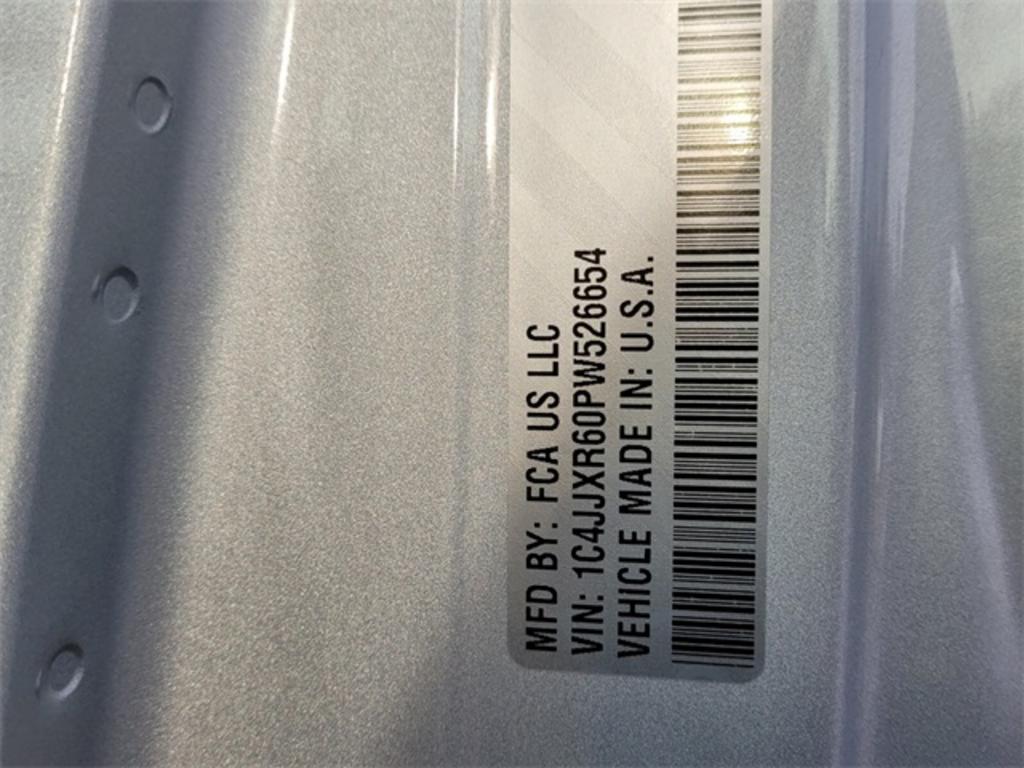 MFD BY: FCA US LLC
VIN: 1C4JJXR60PW526654
VEHICLE MADE IN: U.S.A.